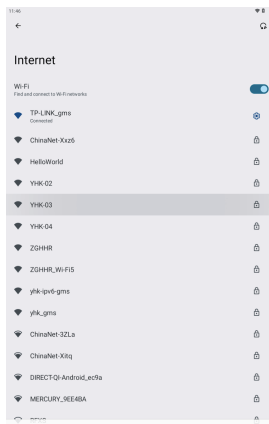 11:46
Internet
Wi-Fi
Find and connect to Wi-Fi networks
TP-LINK_gms
Connected
ChinaNet-Xxz6
HelloWorld
YHK-02
YHK-03
YHK-04
ZGHHR
ZGHHR_Wi-Fi5
yhk-ipv6-gms
yhk_gms
ChinaNet-3ZLa
ChinaNet-Xitq
DIRECT-QI-Android_ec9a
MERCURY_9EE4BA